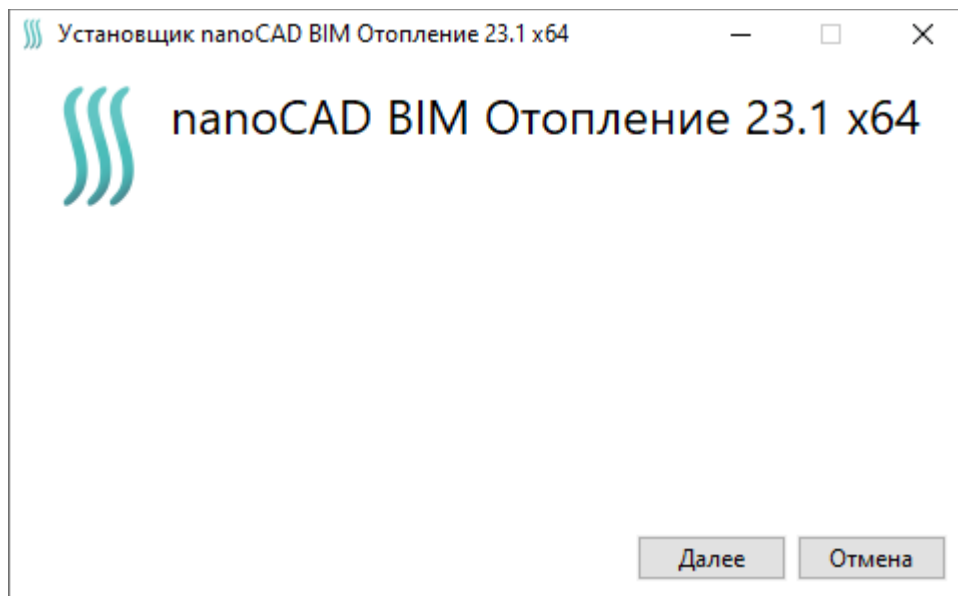 Установщик nanoCAD BIM Отопление 23.1 x64
nanoCAD BIM Отопление 23.1 x64
Далее Отмена